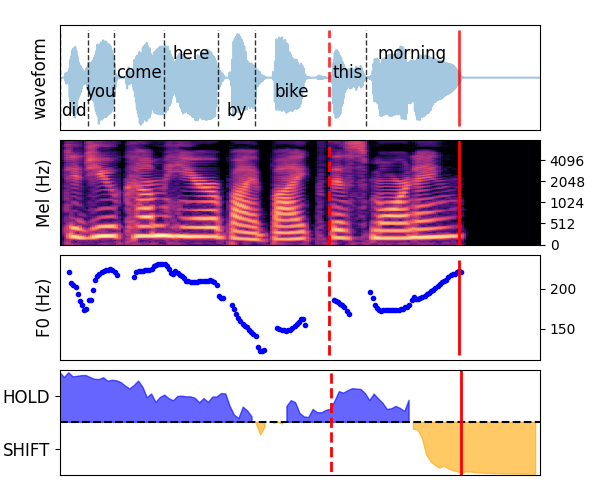 waveform
did you come here by bike this morning
Mel (Hz)
4096
2048
1024
512
0
F0 (Hz)
200
150
HOLD
SHIFT